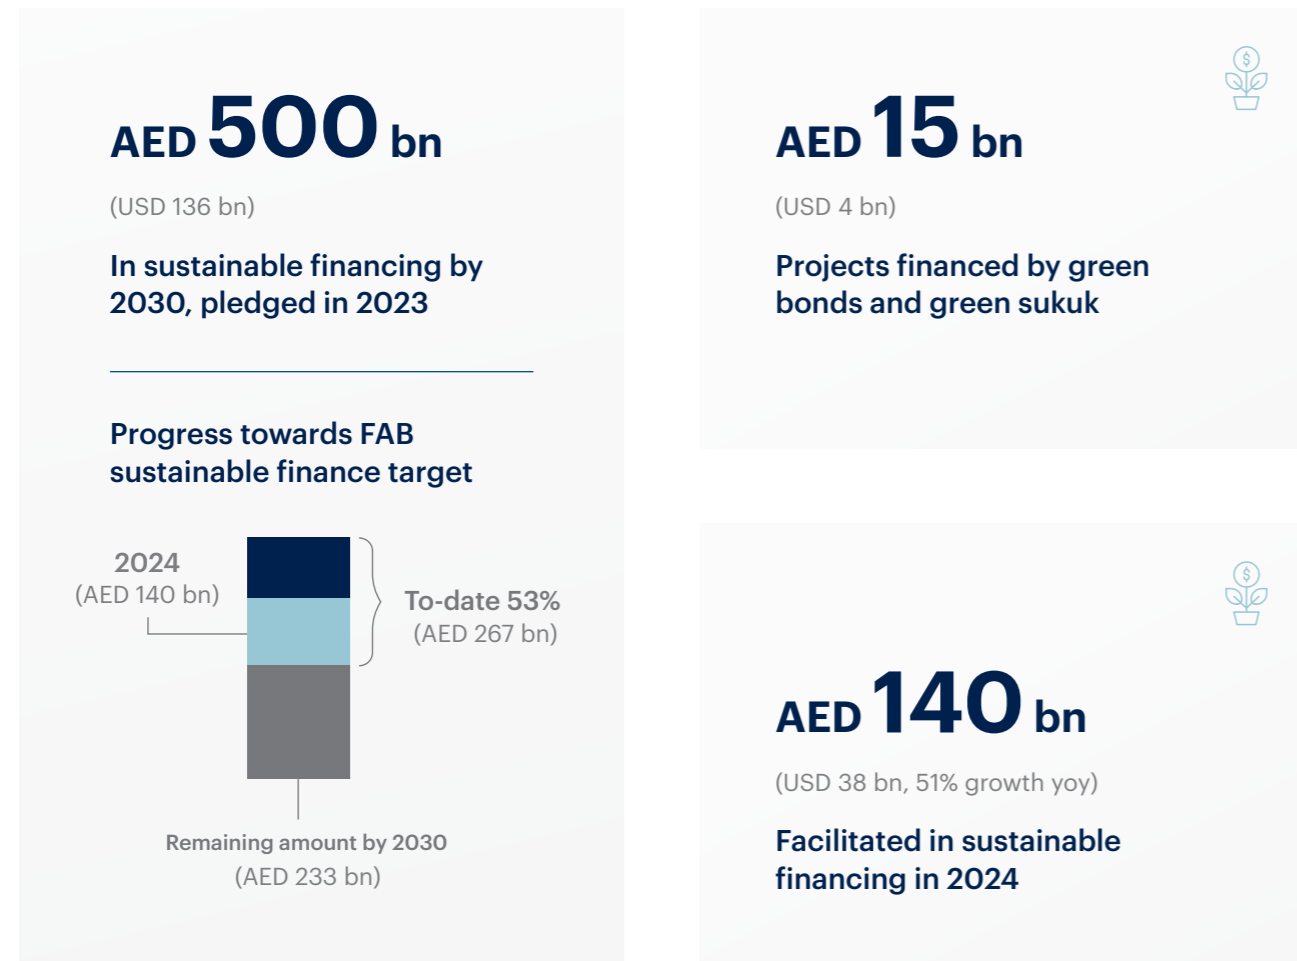 AED 500 bn
(USD 136 bn)
In sustainable financing by
2030, pledged in 2023
Progress towards FAB
sustainable finance target
2024
(AED 140 bn)
To-date 53%
(AED 267 bn)
Remaining amount by 2030
(AED 233 bn)
$
AED 15 bn
(USD 4 bn)
Projects financed by green
bonds and green sukuk
$
AED 140 bn
(USD 38 bn, 51% growth yoy)
Facilitated in sustainable
financing in 2024